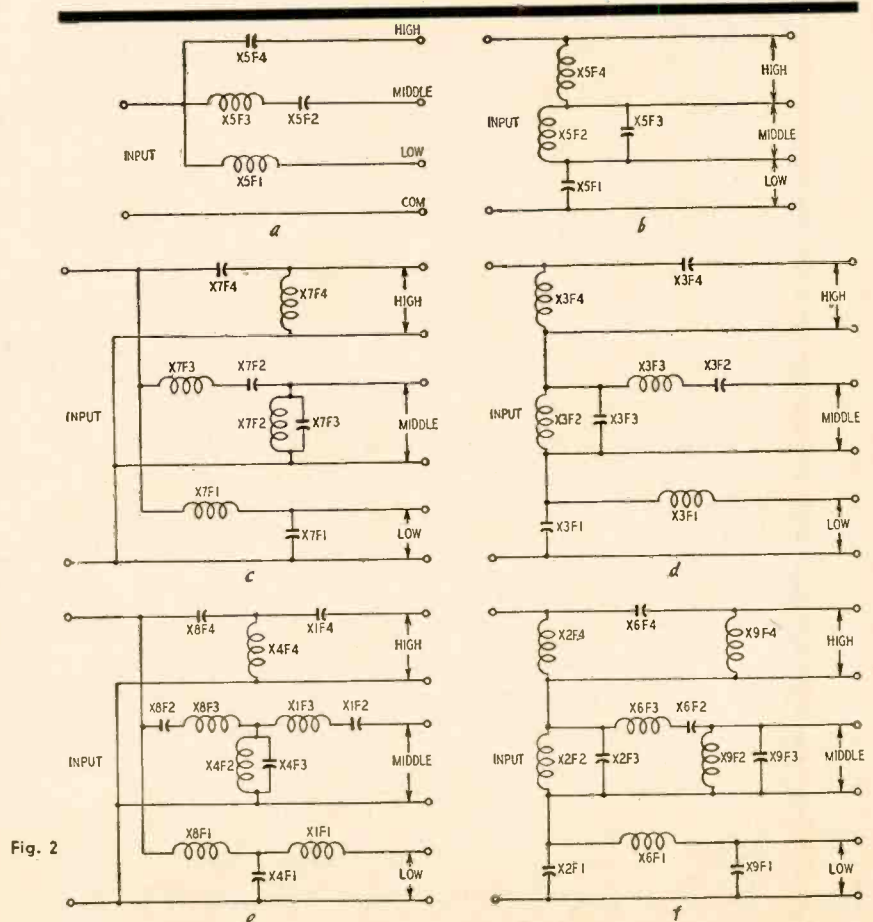 HIGH
X5F4
MIDDLE
X5F3
X5F2
INPUT
LOW
X5F1
COM
a
X5F4
HIGH
INPUT
X5F2
X5F3
MIDDLE
X5F1
LOW
b
X7F4
X7F4
HIGH
X7F3
X7F2
INPUT
X7F2
X7F3
MIDDLE
X7F1
X7F1
LOW
c
X3F4
X3F4
HIGH
X3F3
X3F2
INPUT
X3F2
X3F3
MIDDLE
X3F1
X3F1
LOW
d
X8F4
X1F4
X4F4
HIGH
X8F2
X8F3
X1F3
X1F2
INPUT
X4F2
X4F3
MIDDLE
X8F1
X1F1
X4F1
LOW
e
X2F4
X6F4
X9F4
HIGH
X6F3
X6F2
INPUT
X2F2
X2F3
X9F2
X9F3
MIDDLE
X6F1
X2F1
X9F1
LOW
f
Fig. 2